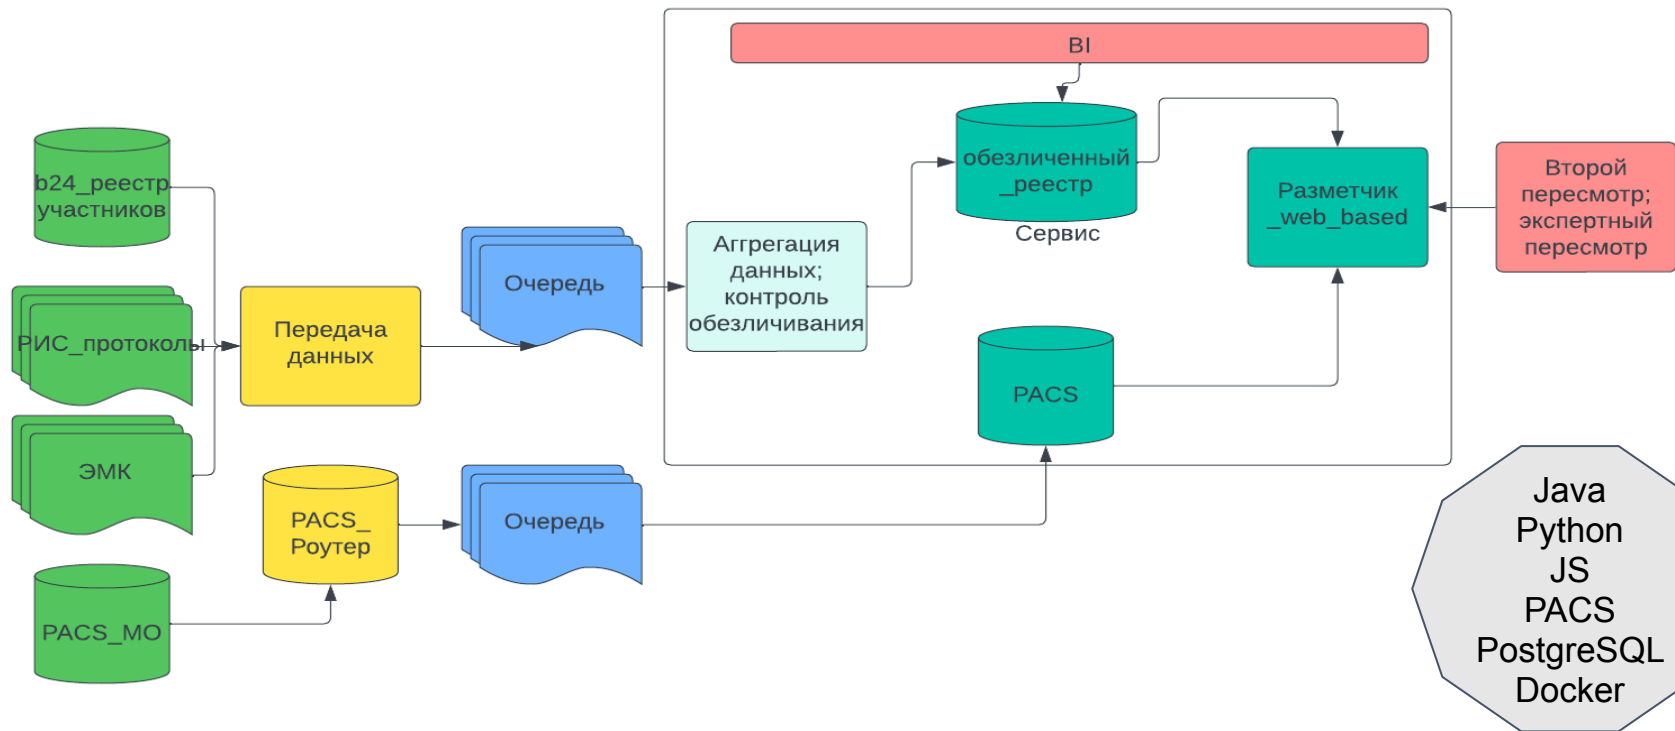 BI
b24_реестр
участников
РИС_протоколы
ЭМК
PACS_МО
Передача
данных
PACS_
Роутер
Очередь
Очередь
Аггрегация
данных;
контроль
обезличивания
обезличенный
_реестр
Сервис
PACS
Разметчик
_web_based
Второй
пересмотр;
экспертный
пересмотр
Java
Python
JS
PACS
PostgreSQL
Docker